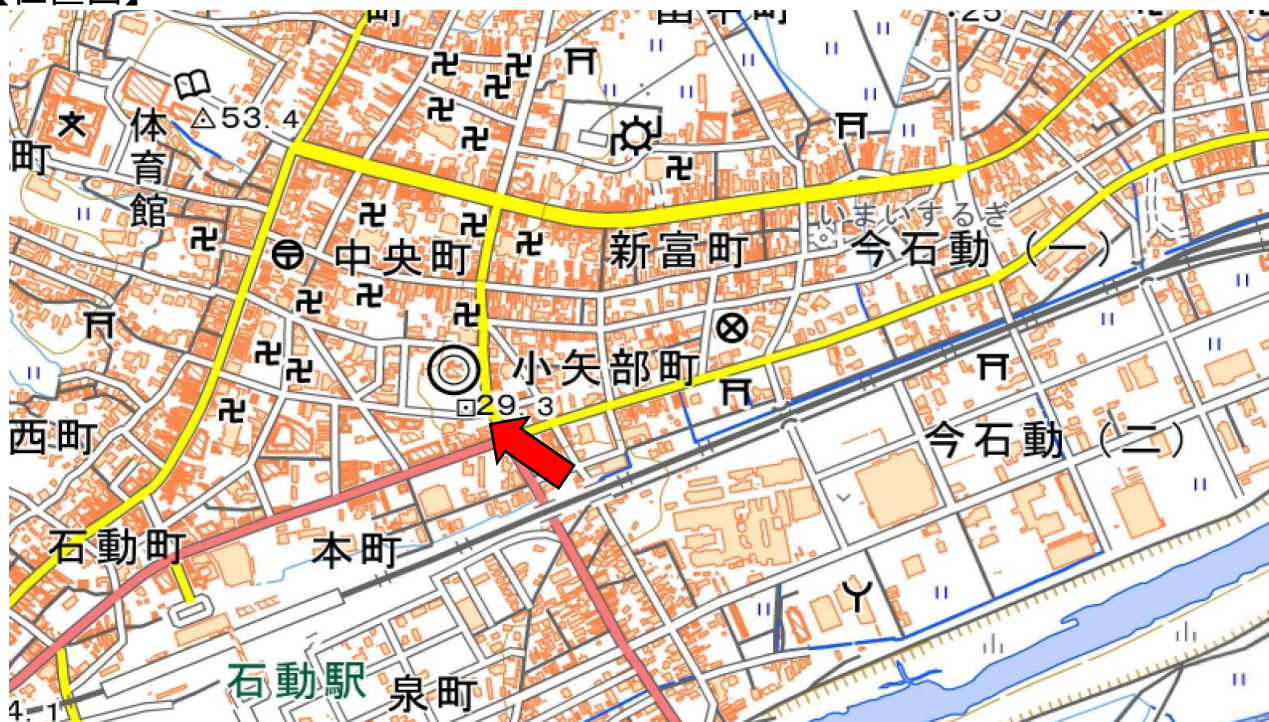 .25
53.4
体育館
町
いまいするぎ
中央町
新富町
今石動(一)
小矢部町
29.3
西町
今石動(二)
石動町
本町
石動駅
泉町
4.1